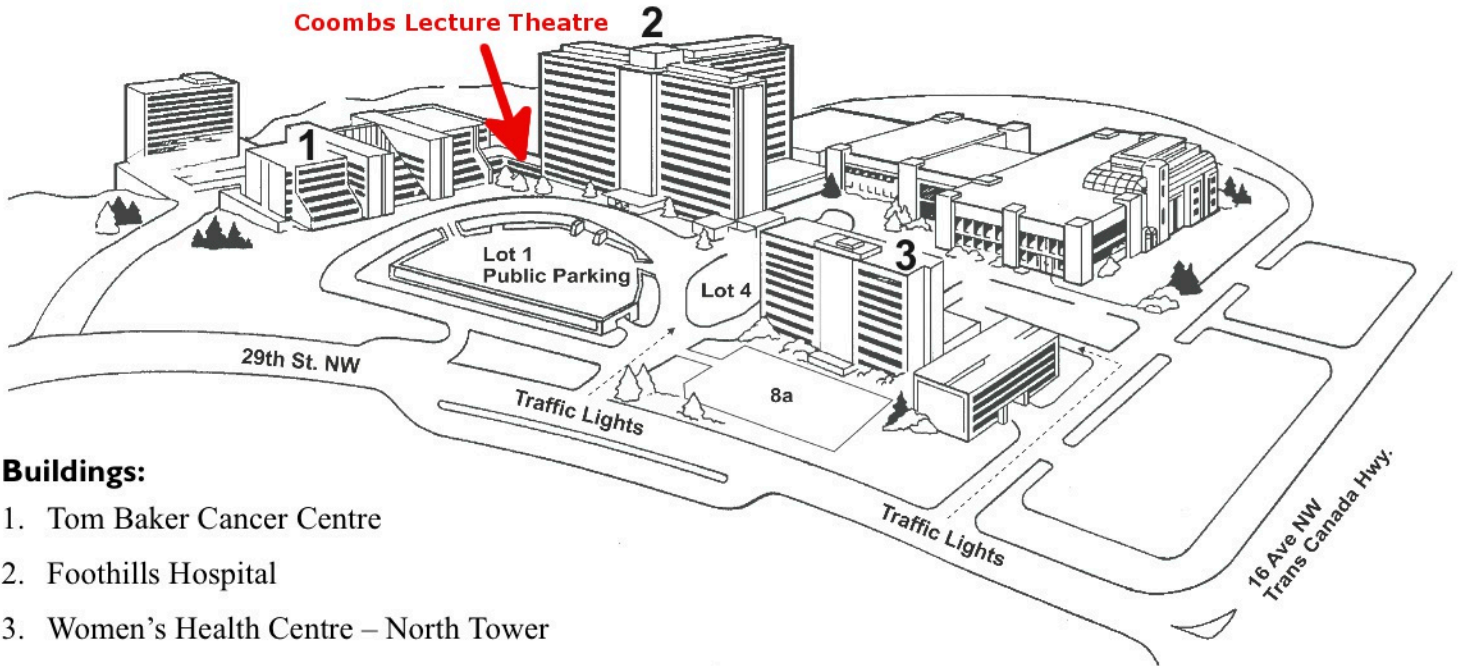 Coombs Lecture Theatre
2
1
Lot 1
Public Parking
Lot 4
3
29th St. NW
Traffic Lights
8a
Traffic Lights
16 Ave NW
Trans Canada Hwy.
Buildings:
1. Tom Baker Cancer Centre
2. Foothills Hospital
3. Women’s Health Centre – North Tower